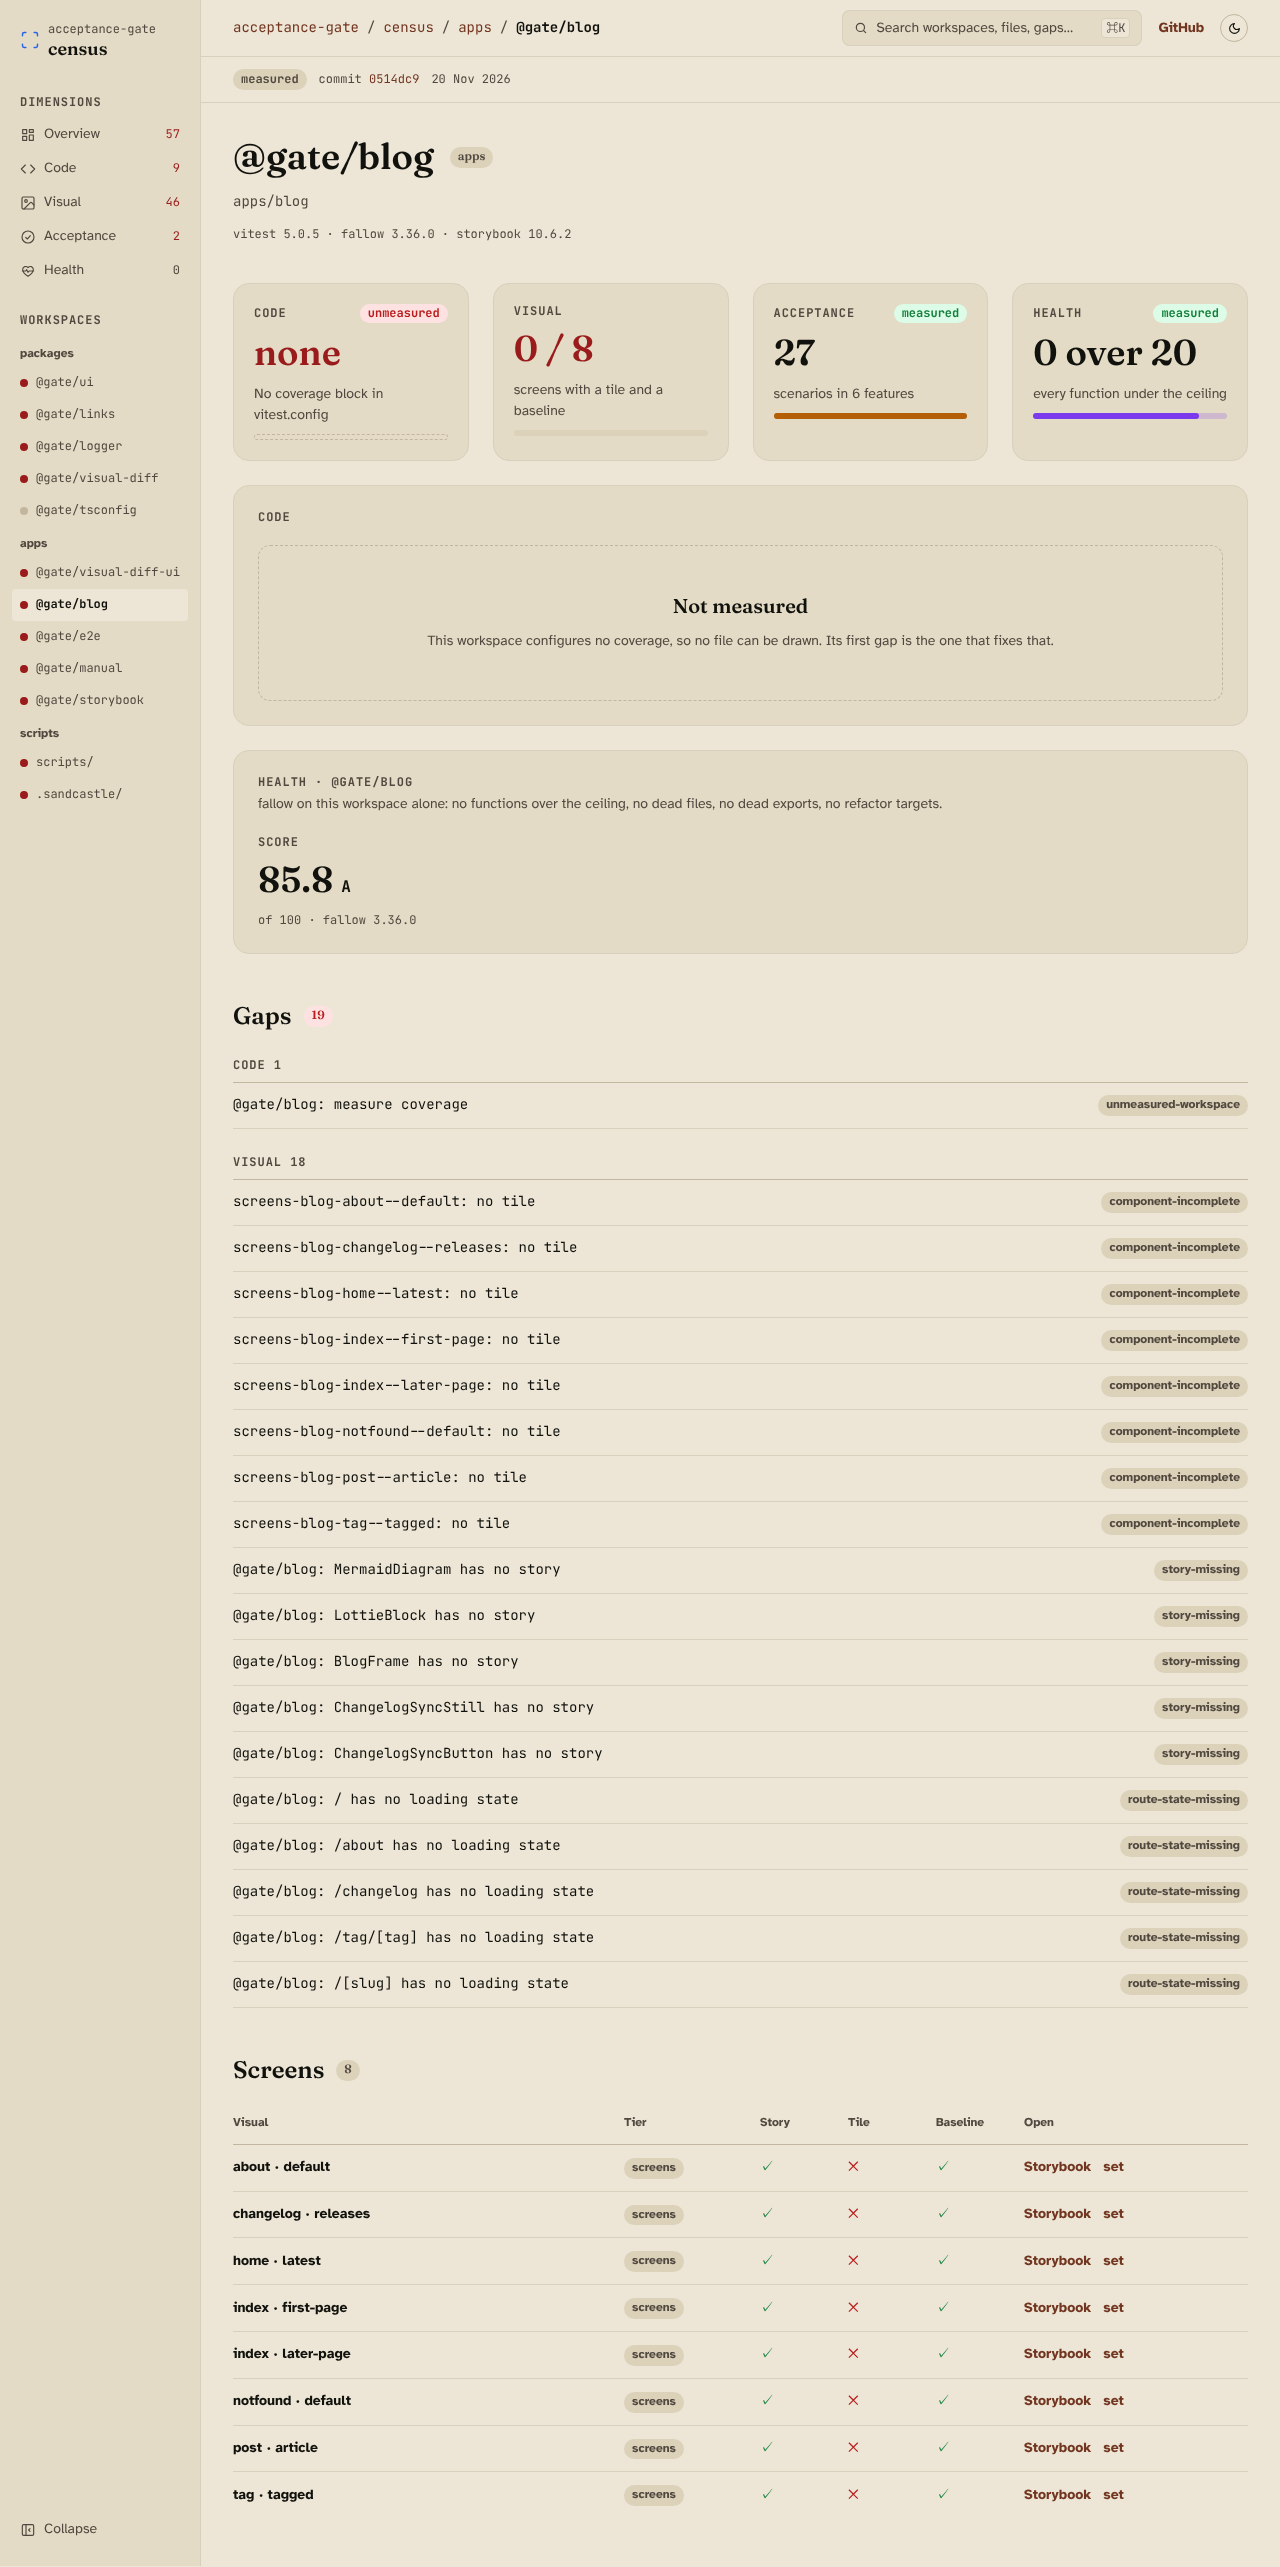 acceptance-gate
census
DIMENSIONS
Overview 57
Code 9
Visual 46
Acceptance 2
Health 0
WORKSPACES
packages
@gate/ui
@gate/links
@gate/logger
@gate/visual-diff
@gate/tsconfig
apps
@gate/visual-diff-ui
@gate/blog
@gate/e2e
@gate/manual
@gate/storybook
scripts
scripts/
.sandcastle/
Collapse
acceptance-gate / census / apps / @gate/blog
Search workspaces, files, gaps... ⌘K
GitHub
measured commit 0514dc9 20 Nov 2026
@gate/blog apps
apps/blog
vitest 5.0.5 · fallow 3.36.0 · storybook 10.6.2
CODE unmeasured
none
No coverage block in
vitest.config
VISUAL
0 / 8
screens with a tile and a
baseline
ACCEPTANCE measured
27
scenarios in 6 features
HEALTH measured
0 over 20
every function under the ceiling
CODE
Not measured
This workspace configures no coverage, so no file can be drawn. Its first gap is the one that fixes that.
HEALTH · @GATE/BLOG
fallow on this workspace alone: no functions over the ceiling, no dead files, no dead exports, no refactor targets.
SCORE
85.8 A
of 100 · fallow 3.36.0
Gaps 19
CODE 1
@gate/blog: measure coverage unmeasured-workspace
VISUAL 18
screens-blog-about--default: no tile component-incomplete
screens-blog-changelog--releases: no tile component-incomplete
screens-blog-home--latest: no tile component-incomplete
screens-blog-index--first-page: no tile component-incomplete
screens-blog-index--later-page: no tile component-incomplete
screens-blog-notfound--default: no tile component-incomplete
screens-blog-post--article: no tile component-incomplete
screens-blog-tag--tagged: no tile component-incomplete
@gate/blog: MermaidDiagram has no story story-missing
@gate/blog: LottieBlock has no story story-missing
@gate/blog: BlogFrame has no story story-missing
@gate/blog: ChangelogSyncStill has no story story-missing
@gate/blog: ChangelogSyncButton has no story story-missing
@gate/blog: / has no loading state route-state-missing
@gate/blog: /about has no loading state route-state-missing
@gate/blog: /changelog has no loading state route-state-missing
@gate/blog: /tag/[tag] has no loading state route-state-missing
@gate/blog: /[slug] has no loading state route-state-missing
Screens 8
Visual Tier Story Tile Baseline Open
about · default screens ✓ ✕ ✓ Storybook set
changelog · releases screens ✓ ✕ ✓ Storybook set
home · latest screens ✓ ✕ ✓ Storybook set
index · first-page screens ✓ ✕ ✓ Storybook set
index · later-page screens ✓ ✕ ✓ Storybook set
notfound · default screens ✓ ✕ ✓ Storybook set
post · article screens ✓ ✕ ✓ Storybook set
tag · tagged screens ✓ ✕ ✓ Storybook set